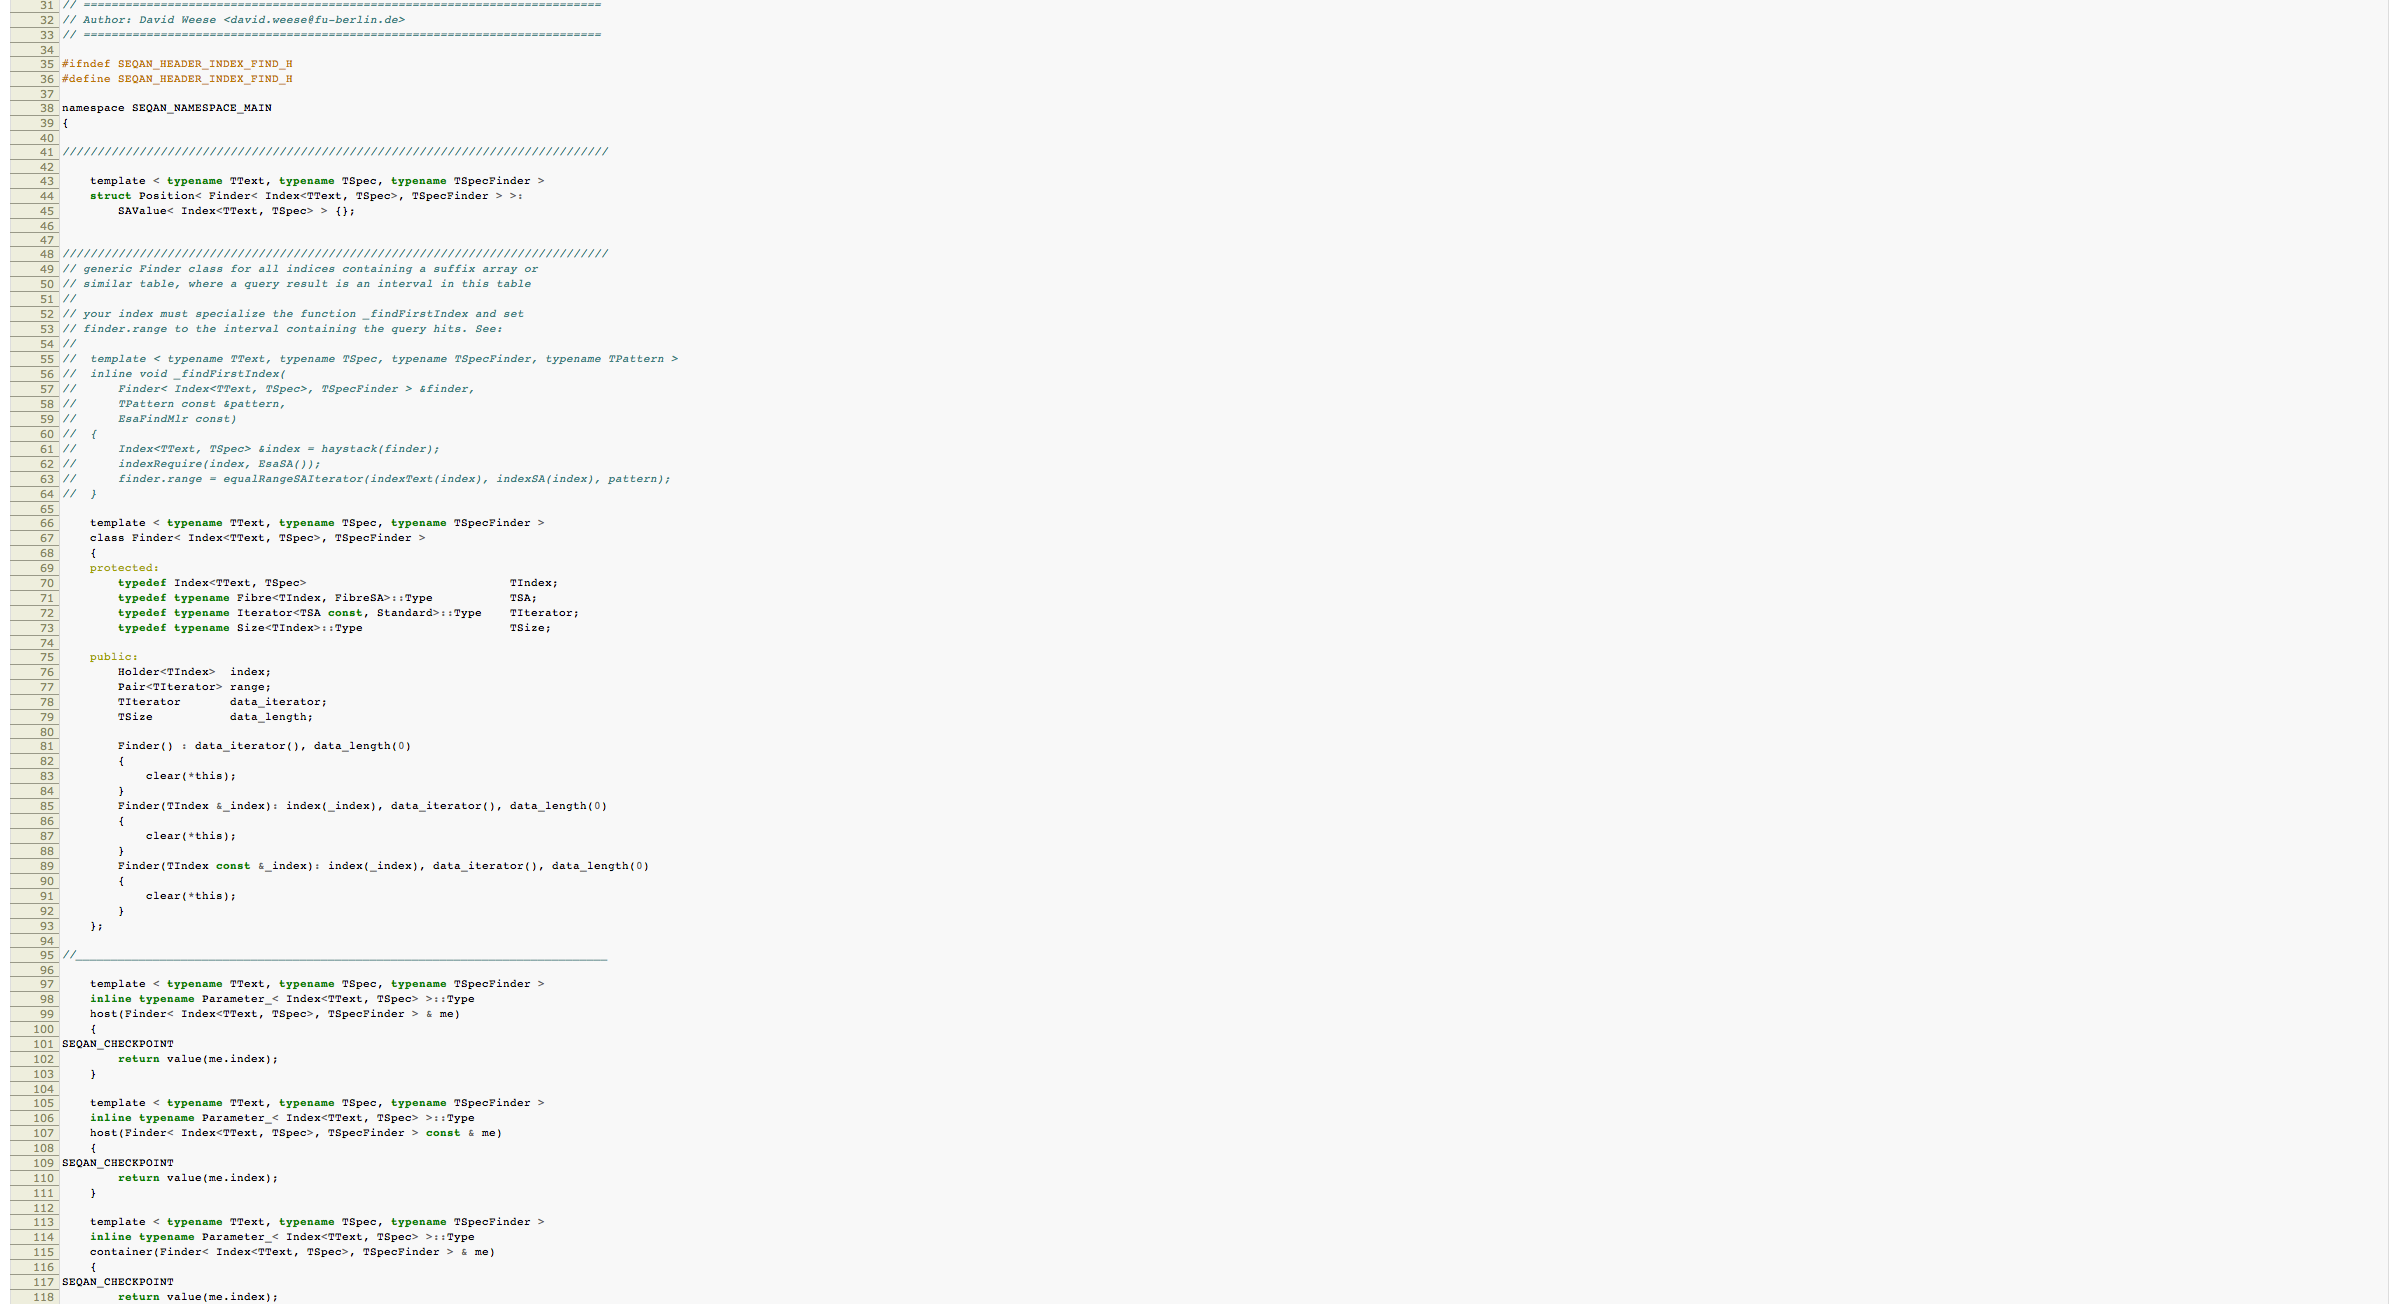 31 // ==========================================================================
32 // Author: David Weese <david.weese@fu-berlin.de>
33 // ==========================================================================
34
35 #ifndef SEQAN_HEADER_INDEX_FIND_H
36 #define SEQAN_HEADER_INDEX_FIND_H
37
38 namespace SEQAN_NAMESPACE_MAIN
39 {
40
41 //////////////////////////////////////////////////////////////////////////////
42
43     template < typename TText, typename TSpec, typename TSpecFinder >
44     struct Position< Finder< Index<TText, TSpec>, TSpecFinder > >:
45         SAValue< Index<TText, TSpec> > {};
46
47
48 //////////////////////////////////////////////////////////////////////////////
49 // generic Finder class for all indices containing a suffix array or
50 // similar table, where a query result is an interval in this table
51 //
52 // your index must specialize the function _findFirstIndex and set
53 // finder.range to the interval containing the query hits. See:
54 //
55 //  template < typename TText, typename TSpec, typename TSpecFinder, typename TPattern >
56 //  inline void _findFirstIndex(
57 //      Finder< Index<TText, TSpec>, TSpecFinder > &finder,
58 //      TPattern const &pattern,
59 //      EsaFindMlr const)
60 //  {
61 //      Index<TText, TSpec> &index = haystack(finder);
62 //      indexRequire(index, EsaSA());
63 //      finder.range = equalRangeSAIterator(indexText(index), indexSA(index), pattern);
64 //  }
65
66     template < typename TText, typename TSpec, typename TSpecFinder >
67     class Finder< Index<TText, TSpec>, TSpecFinder >
68     {
69     protected:
70         typedef Index<TText, TSpec>                             TIndex;
71         typedef typename Fibre<TIndex, FibreSA>::Type           TSA;
72         typedef typename Iterator<TSA const, Standard>::Type    TIterator;
73         typedef typename Size<TIndex>::Type                     TSize;
74
75     public:
76         Holder<TIndex>  index;
77         Pair<TIterator> range;
78         TIterator       data_iterator;
79         TSize           data_length;
80
81         Finder() : data_iterator(), data_length(0)
82         {
83             clear(*this);
84         }
85         Finder(TIndex &_index): index(_index), data_iterator(), data_length(0)
86         {
87             clear(*this);
88         }
89         Finder(TIndex const &_index): index(_index), data_iterator(), data_length(0)
90         {
91             clear(*this);
92         }
93     };
94
95 //____________________________________________________________________________
96
97     template < typename TText, typename TSpec, typename TSpecFinder >
98     inline typename Parameter_< Index<TText, TSpec> >::Type
99     host(Finder< Index<TText, TSpec>, TSpecFinder > & me)
100     {
101 SEQAN_CHECKPOINT
102         return value(me.index);
103     }
104
105     template < typename TText, typename TSpec, typename TSpecFinder >
106     inline typename Parameter_< Index<TText, TSpec> >::Type
107     host(Finder< Index<TText, TSpec>, TSpecFinder > const & me)
108     {
109 SEQAN_CHECKPOINT
110         return value(me.index);
111     }
112
113     template < typename TText, typename TSpec, typename TSpecFinder >
114     inline typename Parameter_< Index<TText, TSpec> >::Type
115     container(Finder< Index<TText, TSpec>, TSpecFinder > & me)
116     {
117 SEQAN_CHECKPOINT
118         return value(me.index);